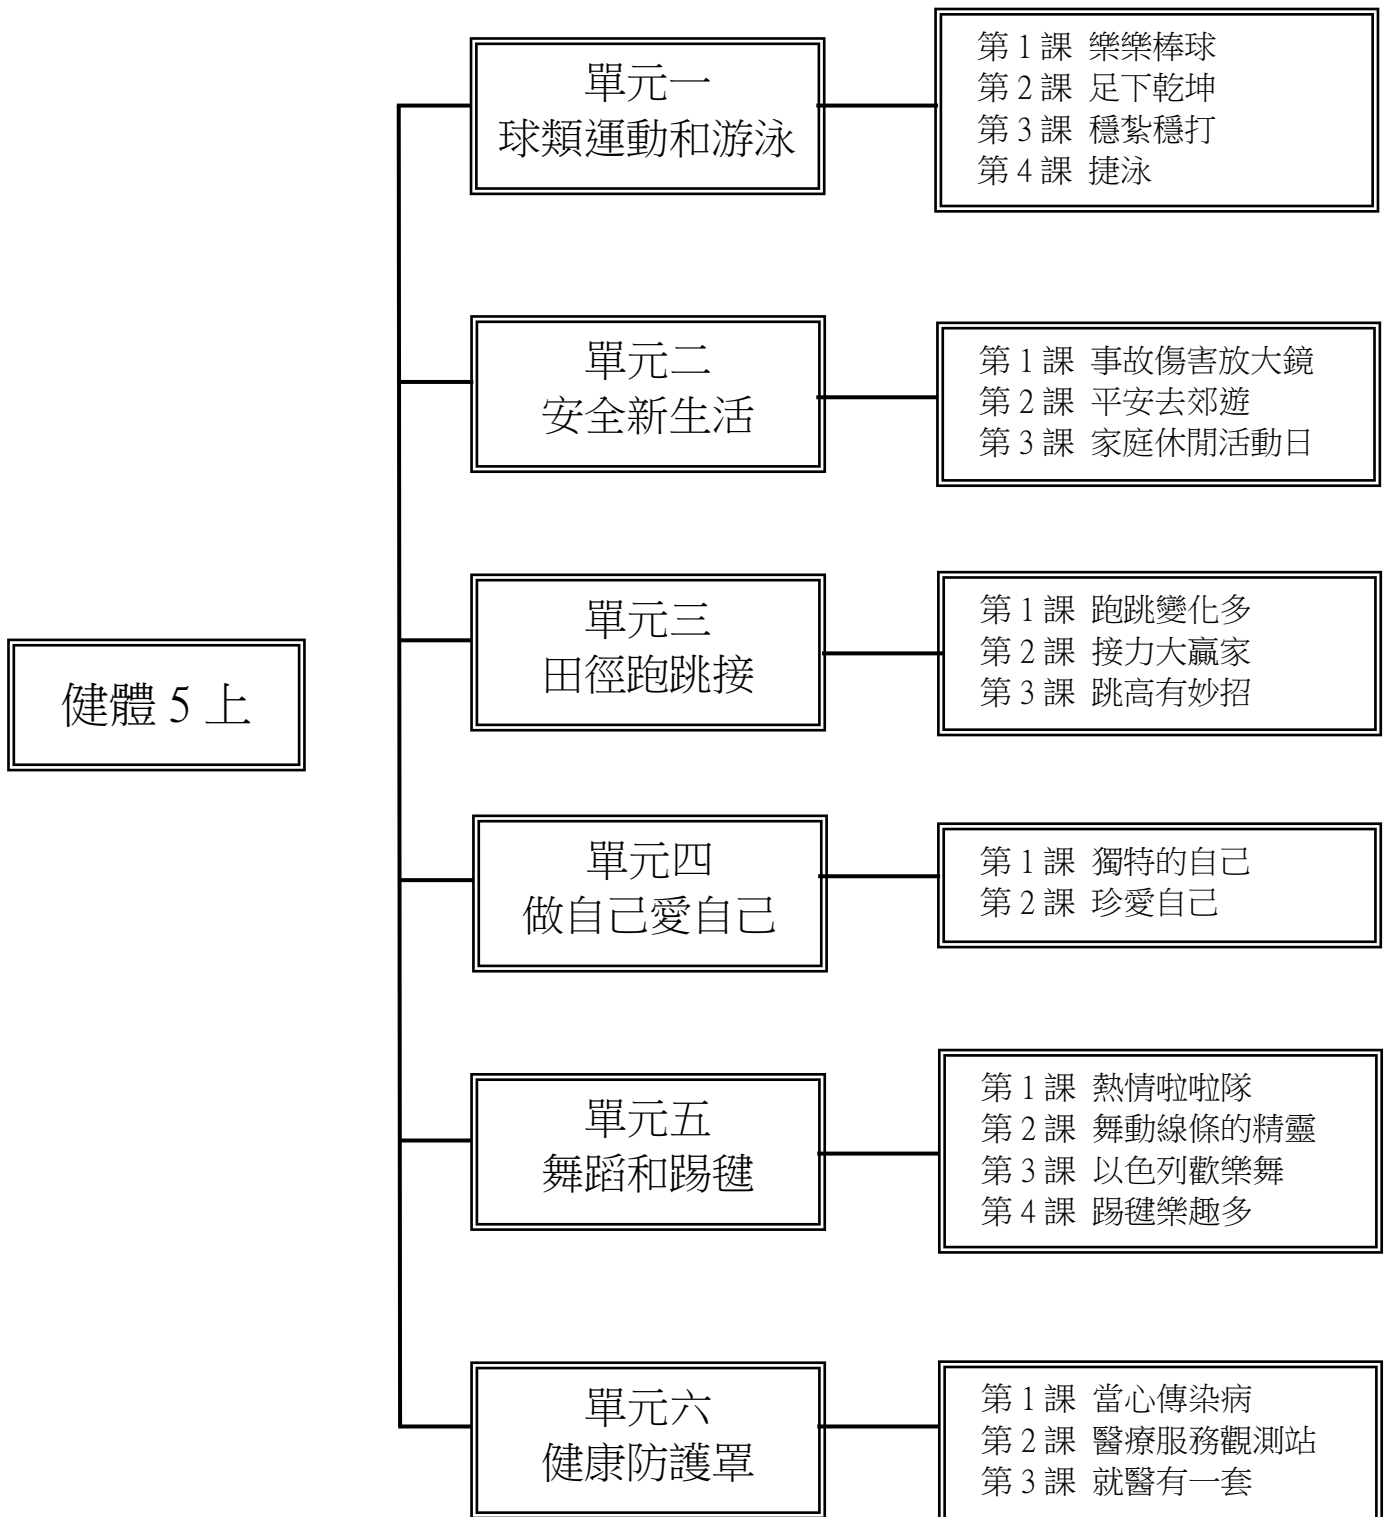 健體 5 上
單元一
球類運動和游泳
第 1 課 樂樂棒球
第 2 課 足下乾坤
第 3 課 穩紮穩打
第 4 課 捷泳
單元二
安全新生活
第 1 課 事故傷害放大鏡
第 2 課 平安去郊遊
第 3 課 家庭休閒活動日
單元三
田徑跑跳接
第 1 課 跑跳變化多
第 2 課 接力大贏家
第 3 課 跳高有妙招
單元四
做自己愛自己
第 1 課 獨特的自己
第 2 課 珍愛自己
單元五
舞蹈和踢毽
第 1 課 熱情啦啦隊
第 2 課 舞動線條的精靈
第 3 課 以色列歡樂舞
第 4 課 踢毽樂趣多
單元六
健康防護罩
第 1 課 當心傳染病
第 2 課 醫療服務觀測站
第 3 課 就醫有一套